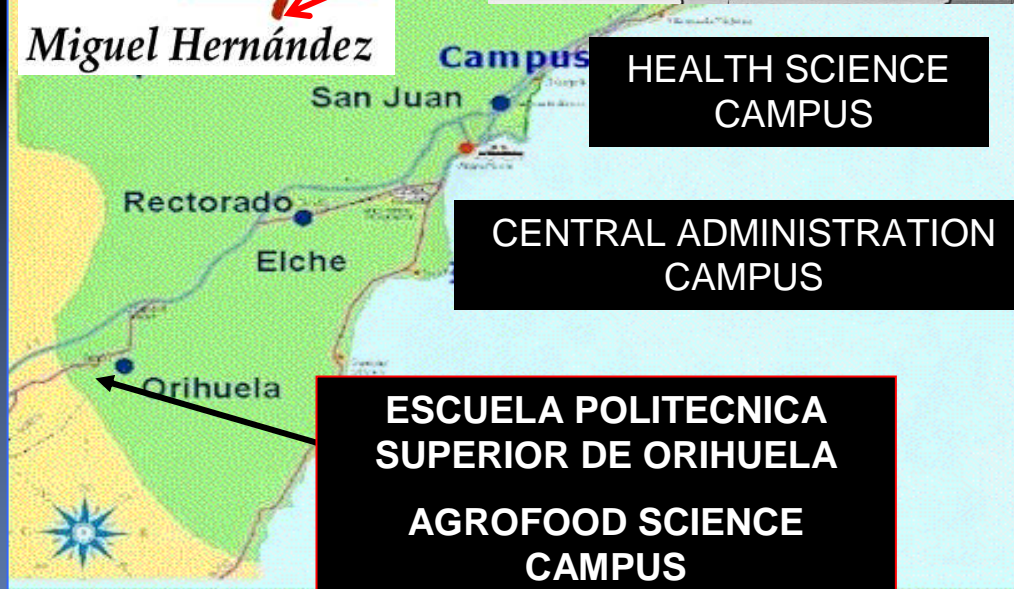 Miguel Hernández
Campus
San Juan
HEALTH SCIENCE
CAMPUS
Rectorado
Elche
CENTRAL ADMINISTRATION
CAMPUS
Orihuela
ESCUELA POLITECNICA
SUPERIOR DE ORIHUELA
AGROFOOD SCIENCE
CAMPUS